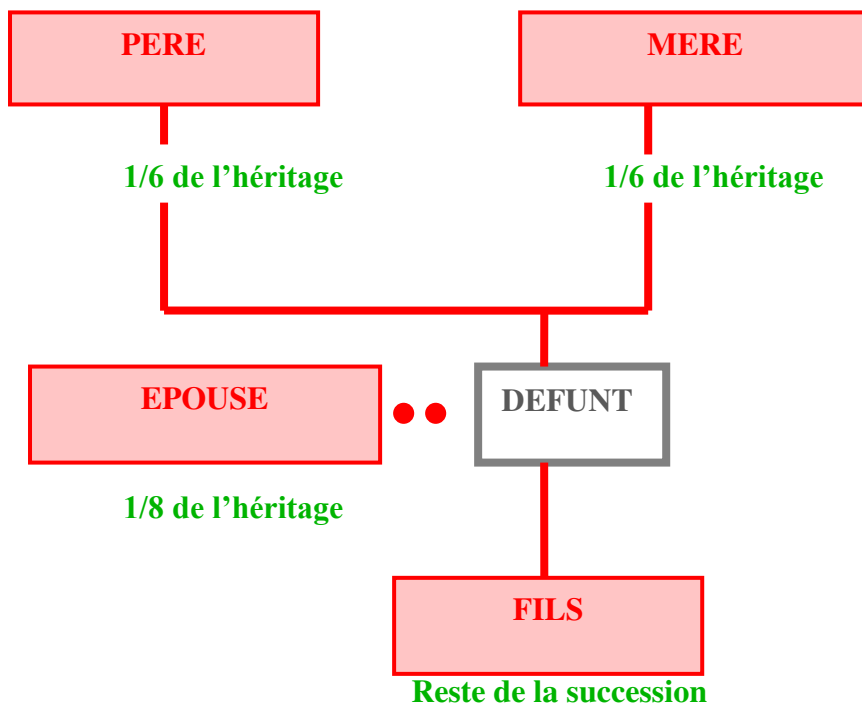 PERE
MERE
1/6 de l’héritage
1/6 de l’héritage
EPOUSE
DEFUNT
1/8 de l’héritage
FILS
Reste de la succession